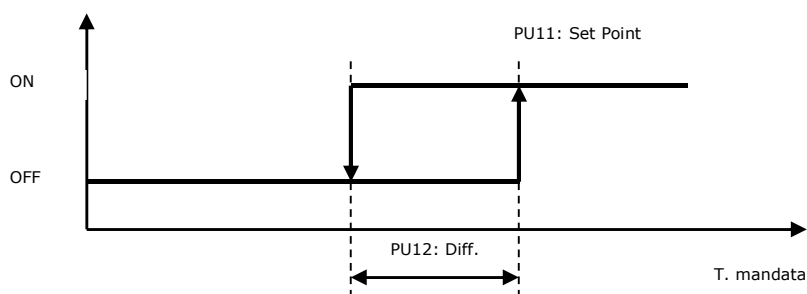 PU11: Set Point
ON
OFF
PU12: Diff.
T. mandata